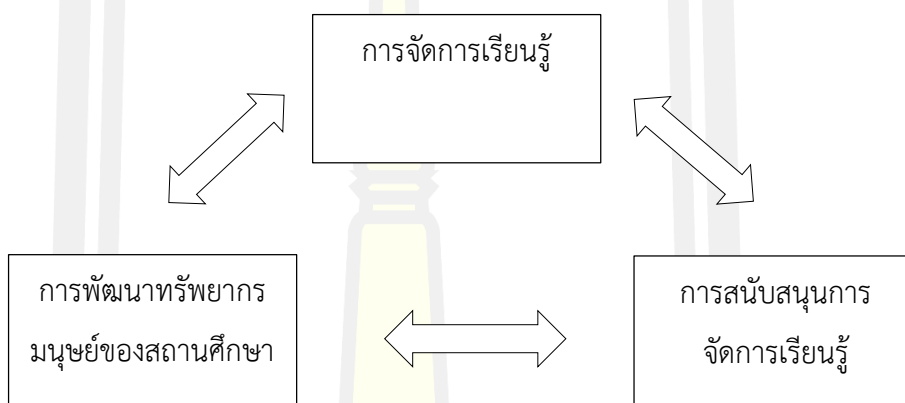 การจัดการเรียนรู้
การพัฒนาทรัพยากร
มนุษย์ของสถานศึกษา
การสนับสนุนการ
จัดการเรียนรู้